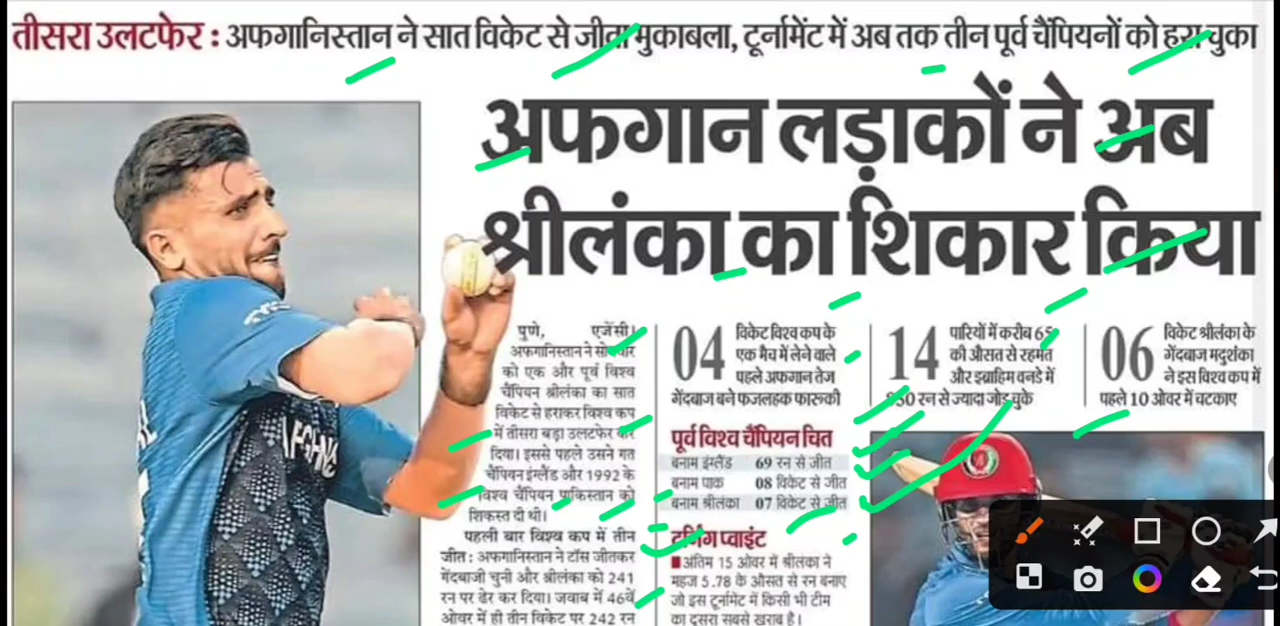 तीसरा उलटफेर : अफगानिस्तान ने सात विकेट से जीता मुकाबला, टूर्नामेंट में अब तक तीन पूर्व चैंपियनों को हरा चुका
अफगान लड़ाकों ने अब
श्रीलंका का शिकार किया
पुणे, एजेंसी।
अफगानिस्तान ने सोमवार
को एक और पूर्व विश्व
चैंपियन श्रीलंका का सात
विकेट से हराकर विश्व कप
में तीसरा बड़ा उलटफेर कर
दिया। इससे पहले उसने गत
चैंपियन इंग्लैंड और 1992 के
विश्व चैंपियन पाकिस्तान को
शिकस्त दी थी।
पहली बार विश्व कप में तीन
जीत : अफगानिस्तान ने टॉस जीतकर
गेंदबाजी चुनी और श्रीलंका को 241
रन पर ढेर कर दिया। जवाब में 46वें
ओवर में ही तीन विकेट पर 242 रन
04 विकेट विश्व कप के
एक मैच में लेने वाले
पहले अफगान तेज
गेंदबाज बने फजलहक फारूकी
14 पारियों में करीब 65
की औसत से रहमत
और इब्राहिम वनडे में
रन से ज्यादा जोड़ चुके
06 विकेट श्रीलंका के
गेंदबाज मदुशंका
ने इस विश्व कप में
पहले 10 ओवर में चटकाए
पूर्व विश्व चैंपियन चित
बनाम इंग्लैंड 69 रन से जीत
बनाम पाक 08 विकेट से जीत
बनाम श्रीलंका 07 विकेट से जीत
टर्निंग प्वाइंट
■अंतिम 15 ओवर में श्रीलंका ने
महज 5.78 के औसत से रन बनाए
जो इस टूर्नामेंट में किसी भी टीम
का दूसरा सबसे खराब है।